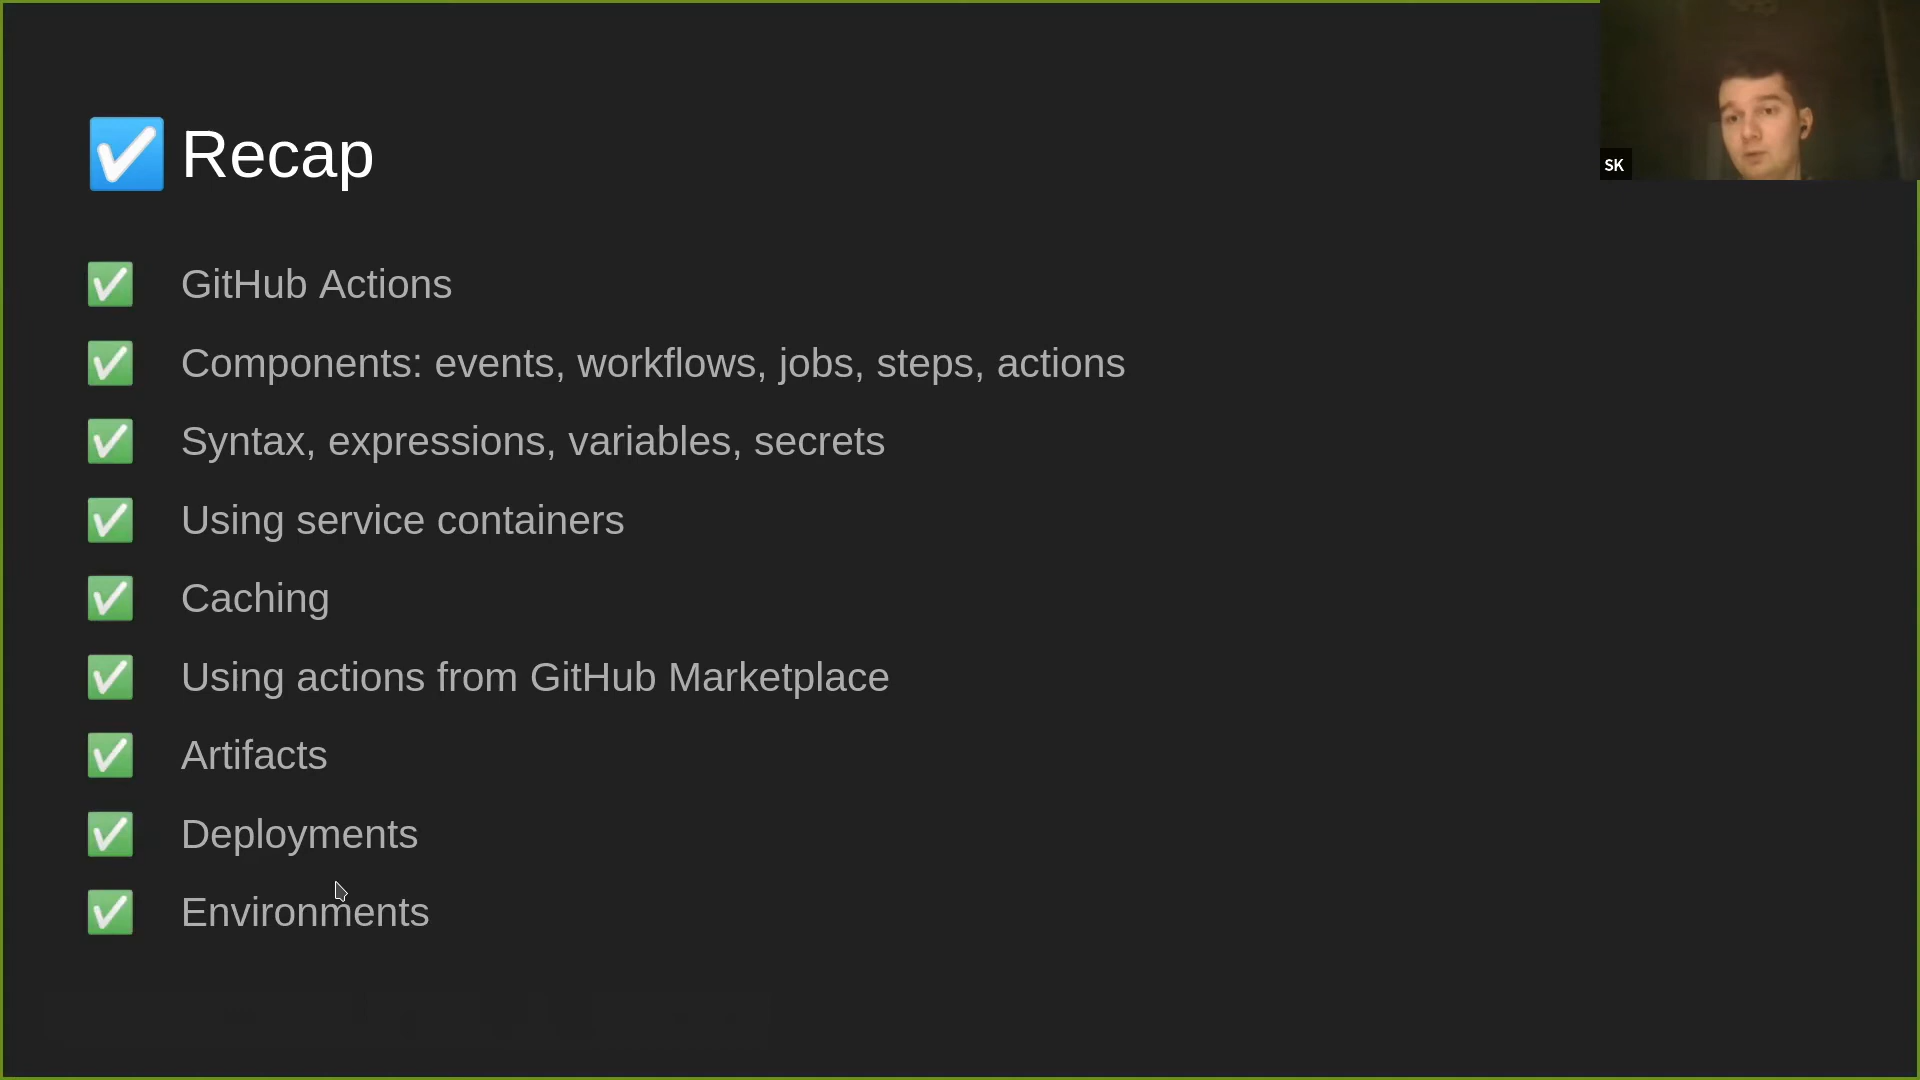 Recap
SK
GitHub Actions
Components: events, workflows, jobs, steps, actions
Syntax, expressions, variables, secrets
Using service containers
Caching
Using actions from GitHub Marketplace
Artifacts
Deployments
Environments